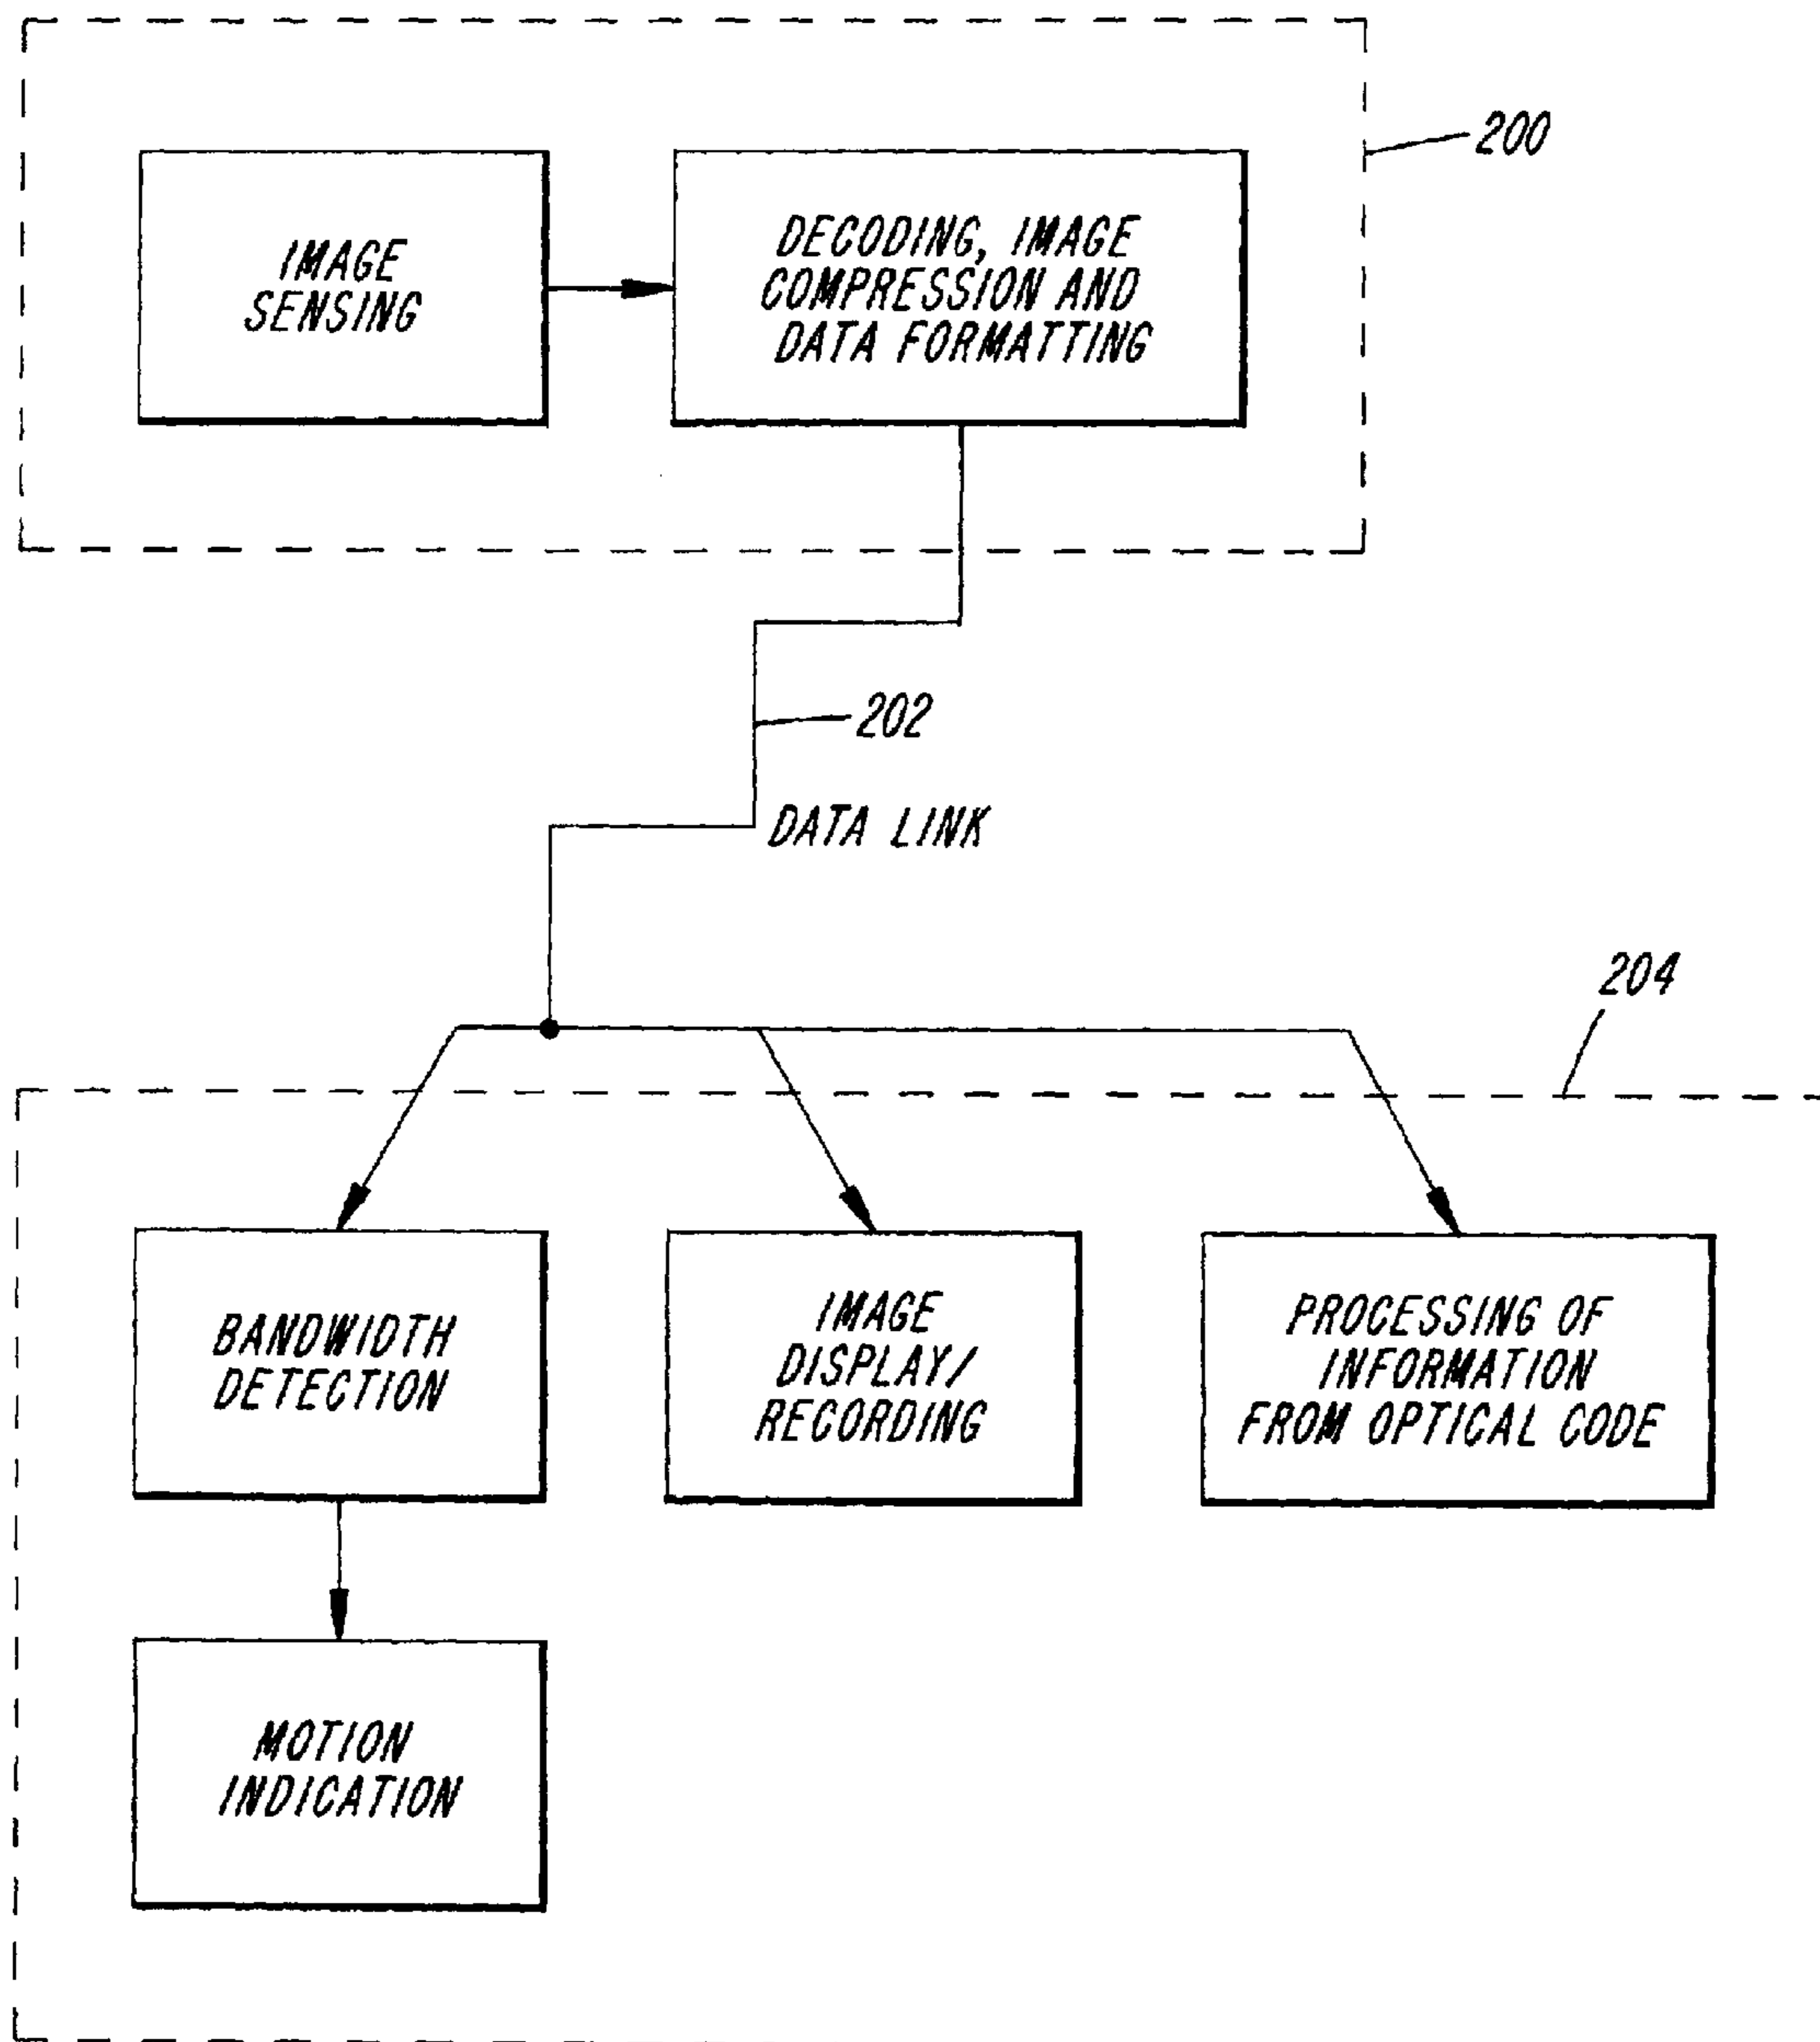 200
IMAGE
SENSING
DECODING, IMAGE
COMPRESSION AND
DATA FORMATTING
202
DATA LINK
204
BANDWIDTH
DETECTION
IMAGE
DISPLAY/
RECORDING
PROCESSING OF
INFORMATION
FROM OPTICAL CODE
MOTION
INDICATION